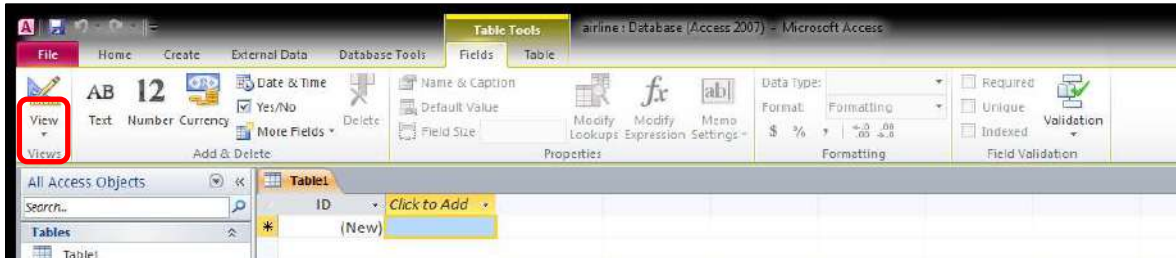 Table Tools airline : Database (Access 2007) - Microsoft Access
File Home Create External Data Database Tools Fields Table
AB 12 Date & Time Name & Caption fx ab| Data Type: Required
View Text Number Currency Yes/No Delete Default Value Modify Lookups Modify Expression Memo Settings Format: Formatting Unique Validation
More Fields Field Size $ % , .00 Indexed
Views Add & Delete Properties Formatting Field Validation
All Access Objects « Table1
Search... ID Click to Add
Tables * (New)
Table1